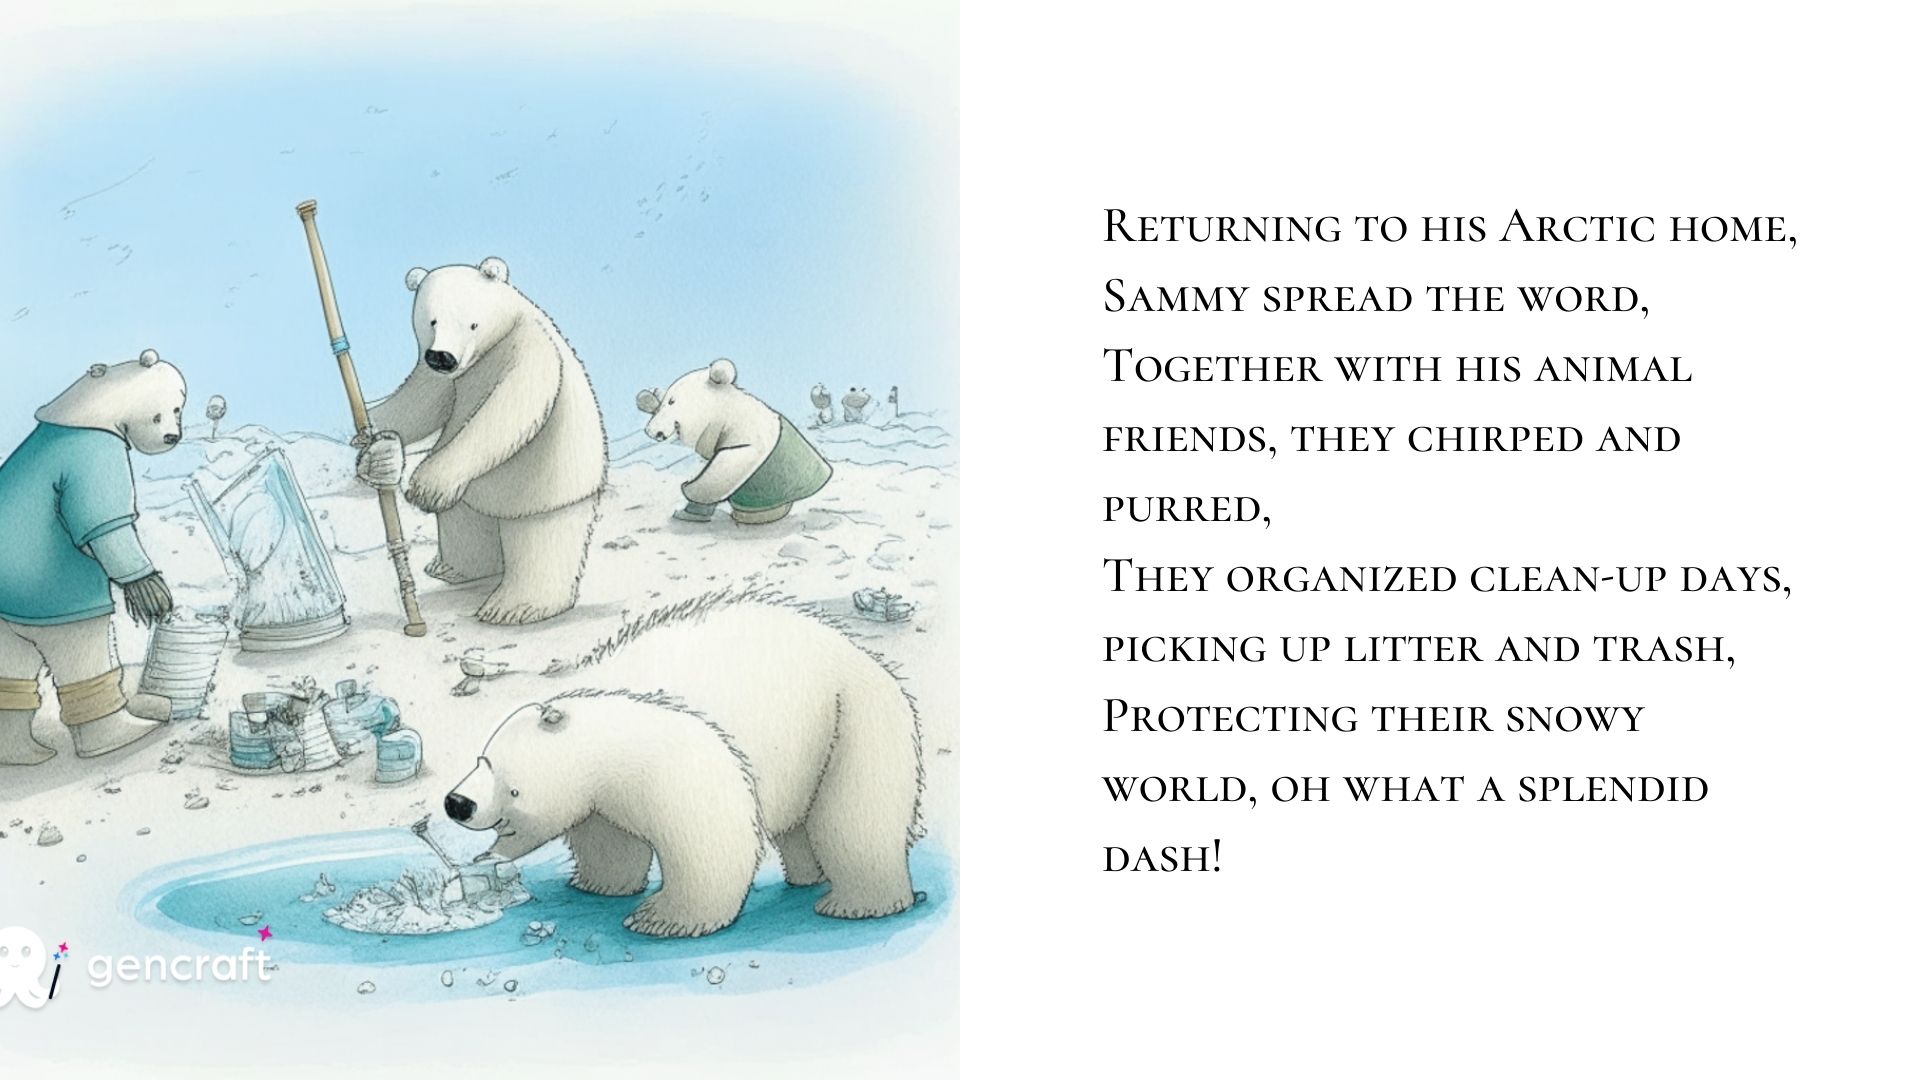 Returning to his Arctic home,
Sammy spread the word,
Together with his animal
friends, they chirped and
purred,
They organized clean-up days,
picking up litter and trash,
Protecting their snowy
world, oh what a splendid
dash!
gencraft